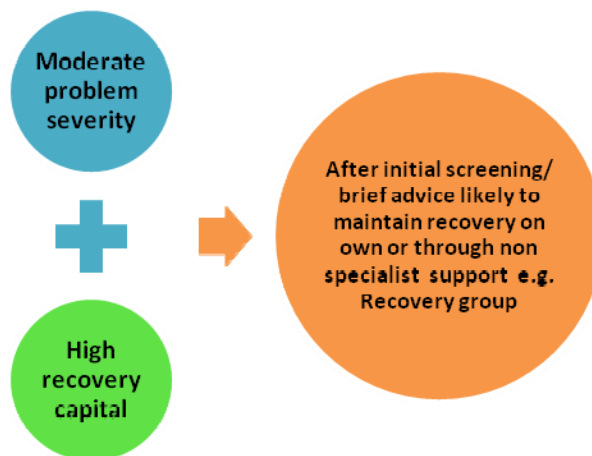 Moderate
problem
severity
High
recovery
capital
After initial screening/
brief advice likely to
maintain recovery on
own or through non
specialist support e.g.
Recovery group